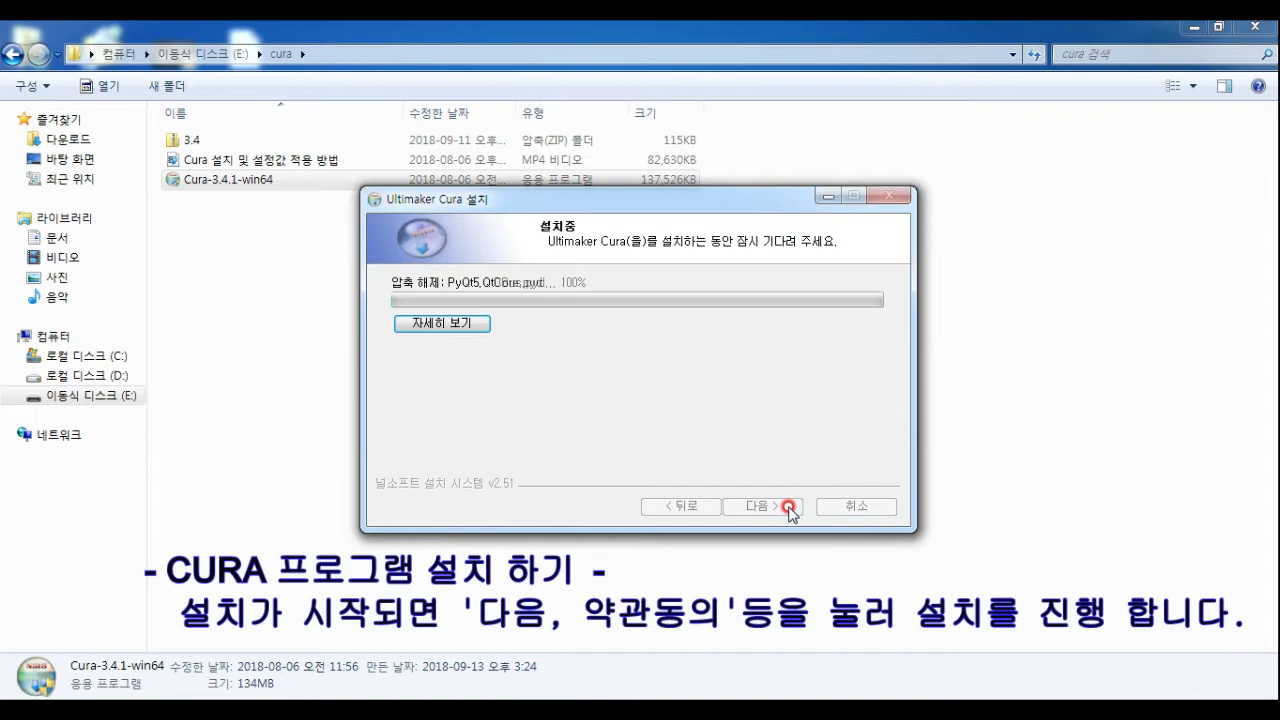 컴퓨터 이동식 디스크 (E:) cura
cura 검색
구성 열기 새 폴더
이름 수정한 날짜 유형 크기
즐겨찾기
다운로드
바탕 화면
최근 위치
라이브러리
문서
비디오
사진
음악
컴퓨터
로컬 디스크 (C:)
로컬 디스크 (D:)
이동식 디스크 (E:)
네트워크
3.4 2018-09-11 오후... 압축(ZIP) 폴더 115KB
Cura 설치 및 설정값 적용 방법 2018-08-06 오후... MP4 비디오 82,630KB
Cura-3.4.1-win64 2018-08-06 오전... 응용 프로그램 137,526KB
Ultimaker Cura 설치
설치중
Ultimaker Cura(을)를 설치하는 동안 잠시 기다려 주세요.
압축 해제: 100%
자세히 보기
널소프트 설치 시스템 v2.51
< 뒤로 다음 > 취소
- CURA 프로그램 설치 하기 -
설치가 시작되면 '다음, 약관동의'등을 눌러 설치를 진행 합니다.
Cura-3.4.1-win64 수정한 날짜: 2018-08-06 오전 11:56 만든 날짜: 2018-09-13 오후 3:24
응용 프로그램 크기: 134MB